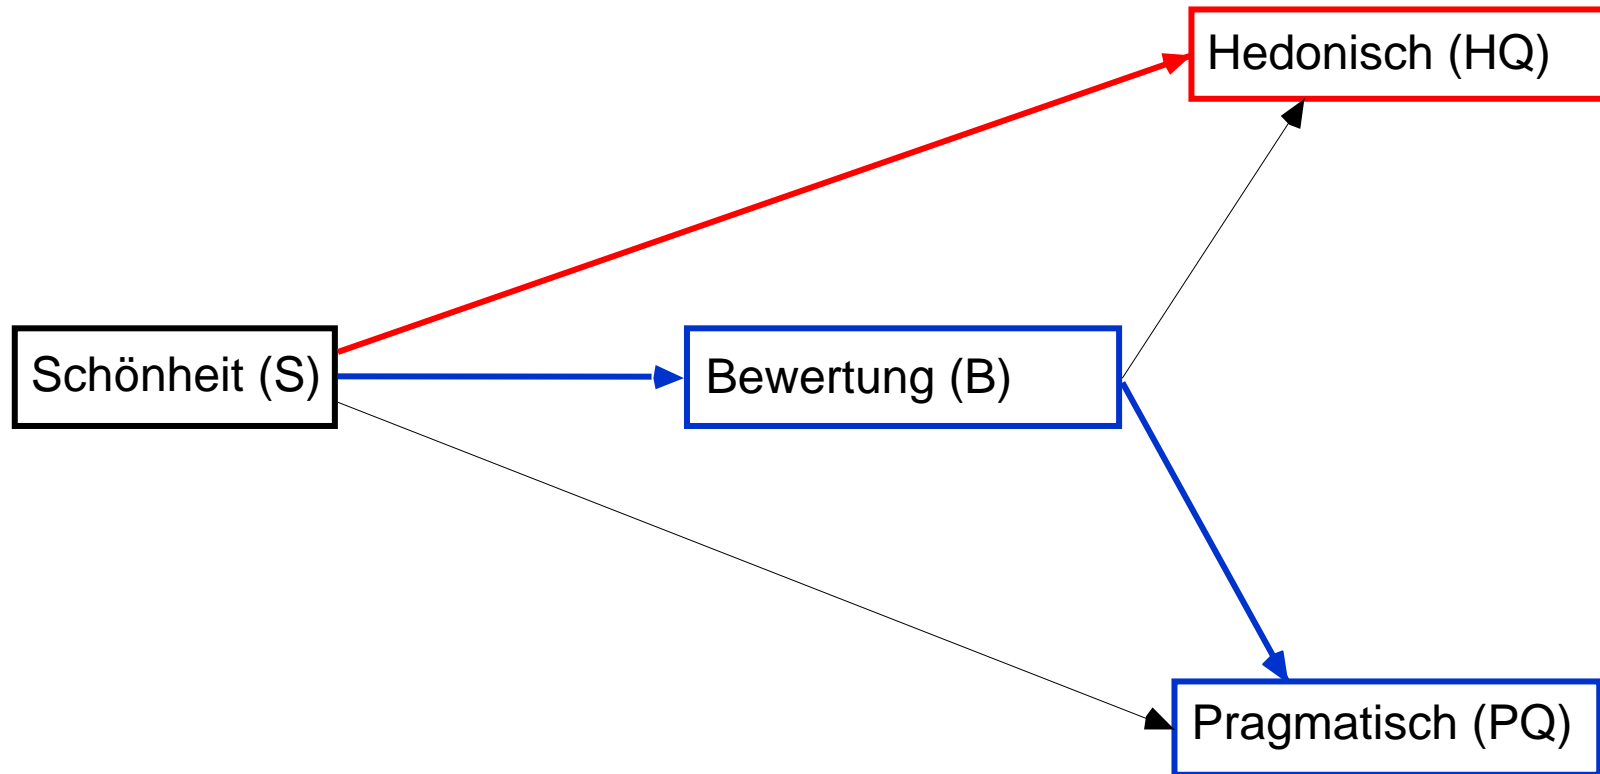 Hedonisch (HQ)
Schönheit (S)
Bewertung (B)
Pragmatisch (PQ)